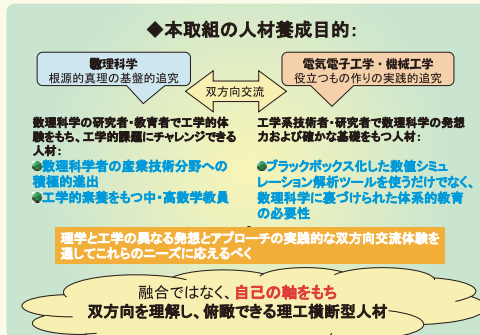 ◆本取組の人材養成目的:
数理科学
根源的真理の基盤的追究
双方向交流
電気電子工学・機械工学
役立つもの作りの実践的追究
数理科学の研究者・教育者で工学的体
験をもち、工学的課題にチャレンジできる
人材:
●数理科学者の産業技術分野への
積極的進出
●工学的素養をもつ中・高数学教員
工学系技術者・研究者で数理科学の発想
力および確かな基礎をもつ人材:
●ブラックボックス化した数値シミュ
レーション解析ツールを使うだけでなく、
数理科学に裏づけられた体系的教育
の必要性
理学と工学の異なる発想とアプローチの実践的な双方向交流体験を
通してこれらのニーズに応えるべく
融合ではなく、自己の軸をもち
双方向を理解し、俯瞰できる理工横断型人材